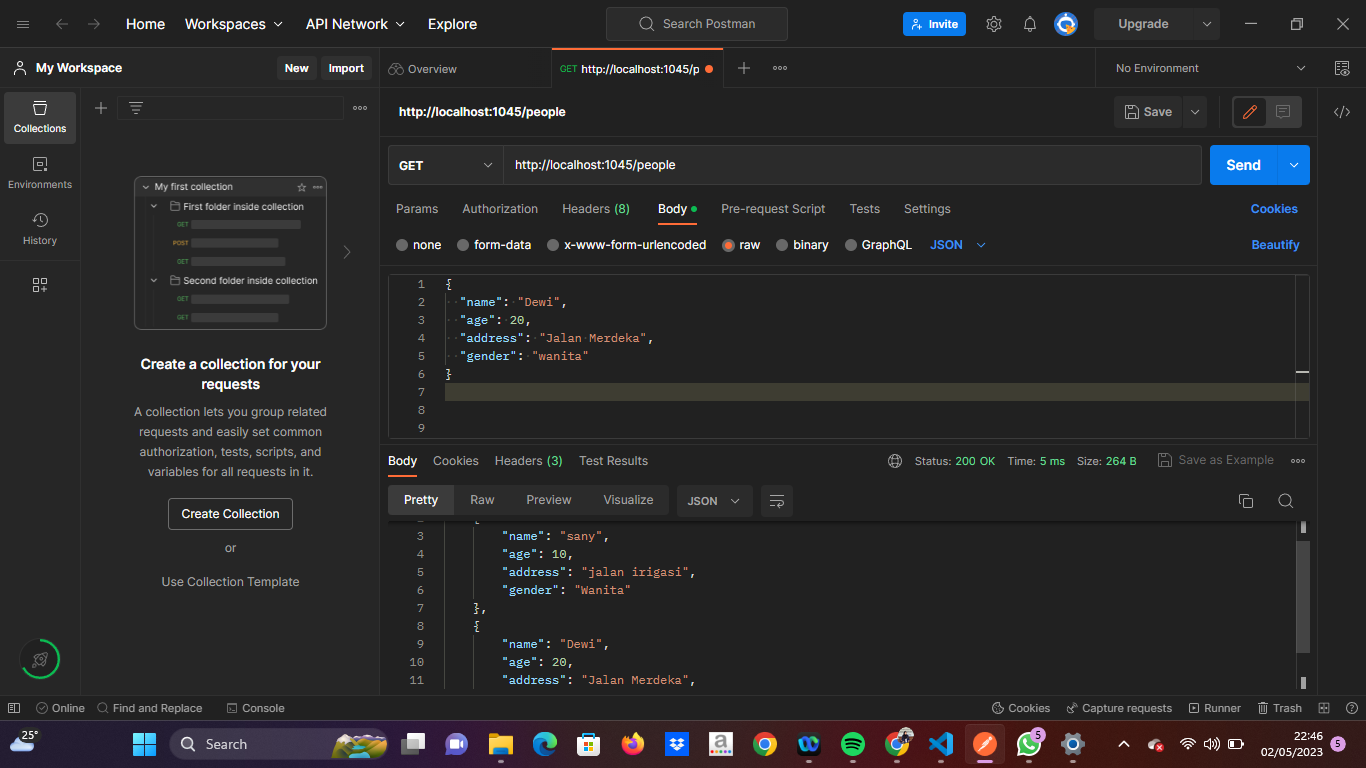 Home Workspaces API Network Explore Search Postman Invite Upgrade
My Workspace New Import Overview GET http://localhost:1045/p No Environment
Collections
Environments
History
My first collection
First folder inside collection
GET
POST
GET
Second folder inside collection
GET
GET
Create a collection for your
requests
A collection lets you group related
requests and easily set common
authorization, tests, scripts, and
variables for all requests in it.
Create Collection
or
Use Collection Template
http://localhost:1045/people Save
GET http://localhost:1045/people Send
Params Authorization Headers (8) Body Pre-request Script Tests Settings Cookies
none form-data x-www-form-urlencoded raw binary GraphQL JSON Beautify
1 {
2 "name": "Dewi",
3 "age": 20,
4 "address": "Jalan Merdeka",
5 "gender": "wanita"
6 }
7
8
9
Body Cookies Headers (3) Test Results Status: 200 OK Time: 5 ms Size: 264 B Save as Example
Pretty Raw Preview Visualize JSON
3 "name": "sany",
4 "age": 10,
5 "address": "jalan irigasi",
6 "gender": "Wanita"
7 },
8 {
9 "name": "Dewi",
10 "age": 20,
11 "address": "Jalan Merdeka",
Online Find and Replace Console Cookies Capture requests Runner Trash
25° Search 5 22:46
02/05/2023 5